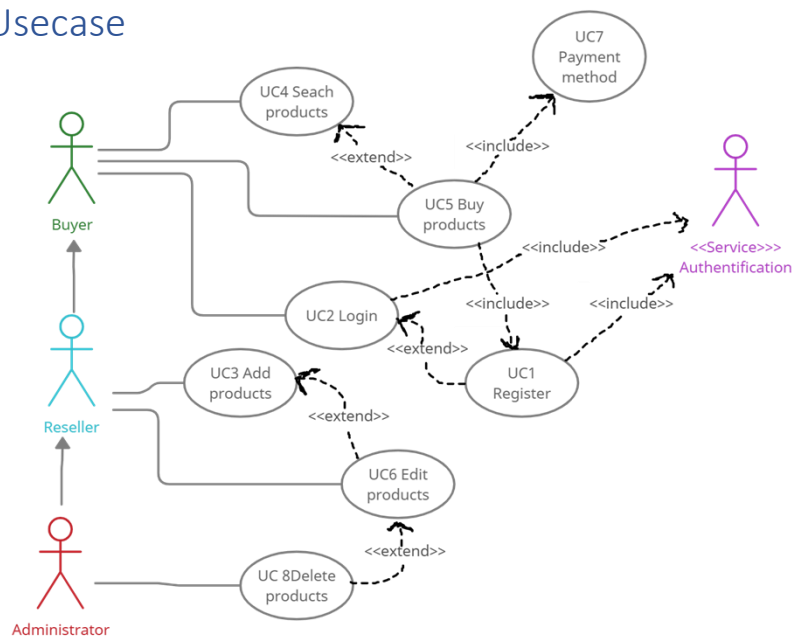 Usecase
UC7
Payment
method
UC4 Seach
products
<<extend>>
<<include>>
Buyer
UC5 Buy
products
<<Service>>>
Authentification
<<include>>
UC2 Login
<<include>>
<<include>>
<<extend>>
UC3 Add
products
UC1
Register
Reseller
<<extend>>
UC6 Edit
products
<<extend>>
UC 8Delete
products
Administrator